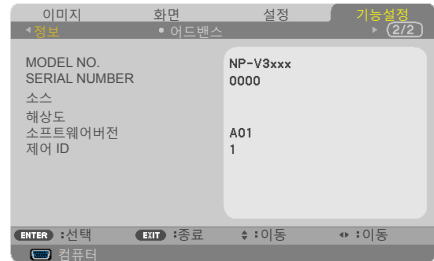 이미지 화면 설정 기능설정
정보 • 어드밴스 (2/2)
MODEL NO. NP-V3xxx
SERIAL NUMBER 0000
소스
해상도
소프트웨어버전 A01
제어 ID 1
ENTER :선택 EXIT :종료 :이동 :이동
컴퓨터